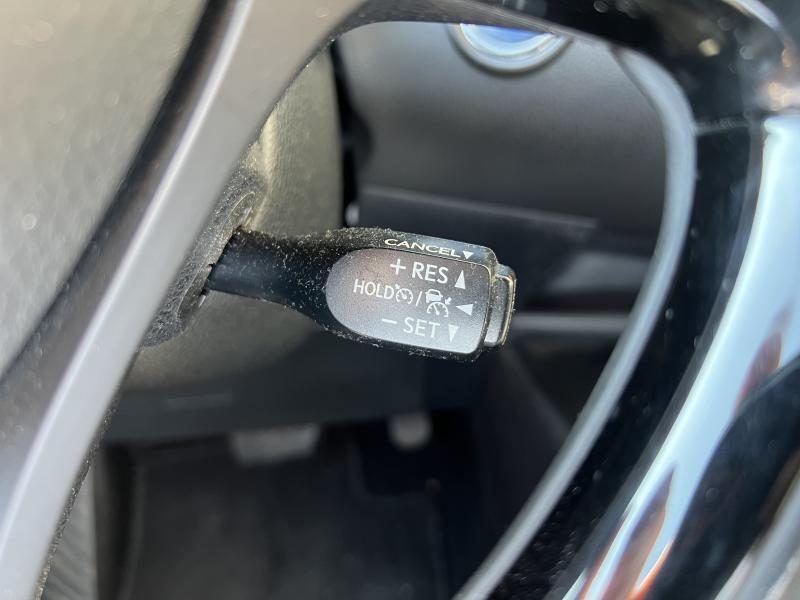 CANCEL▼
+ RES ▲
HOLD / ◀
− SET ▼